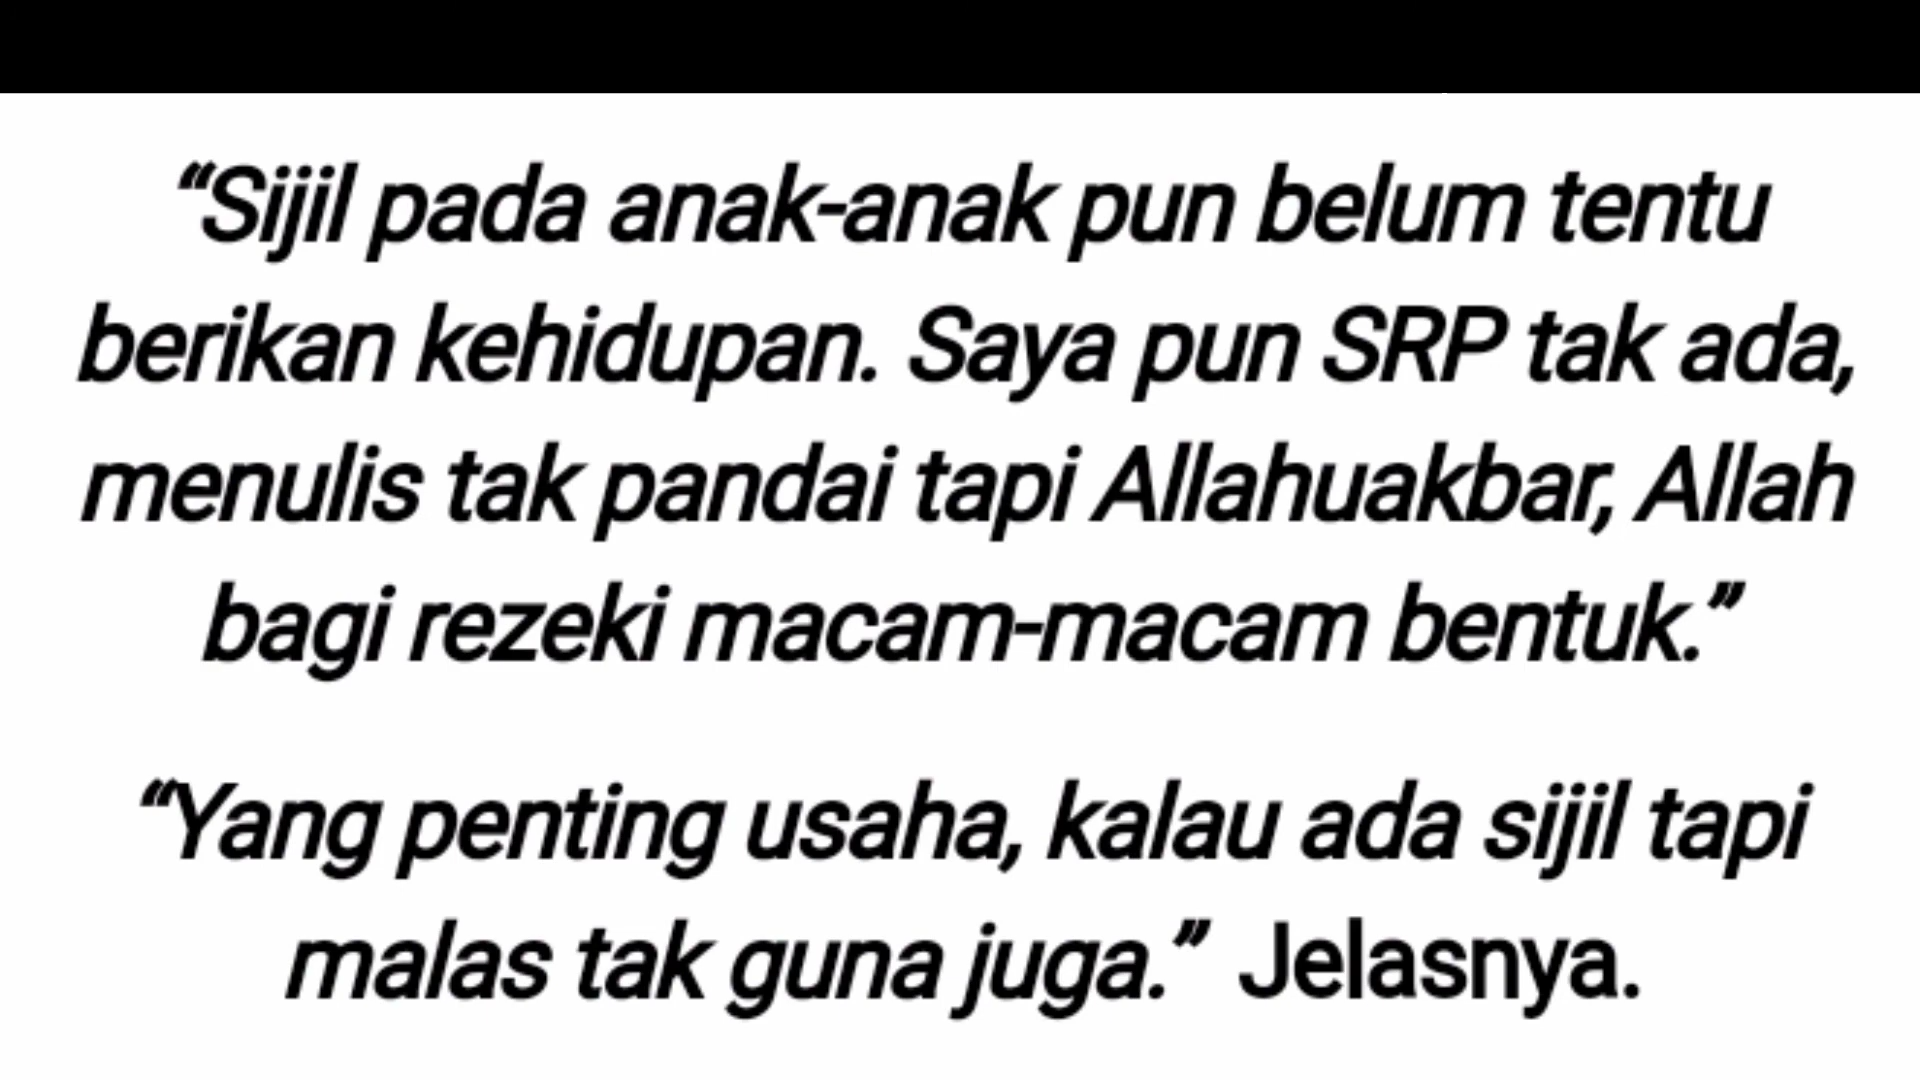 “Sijil pada anak-anak pun belum tentu
berikan kehidupan. Saya pun SRP tak ada,
menulis tak pandai tapi Allahuakbar, Allah
bagi rezeki macam-macam bentuk.”
“Yang penting usaha, kalau ada sijil tapi
malas tak guna juga.” Jelasnya.